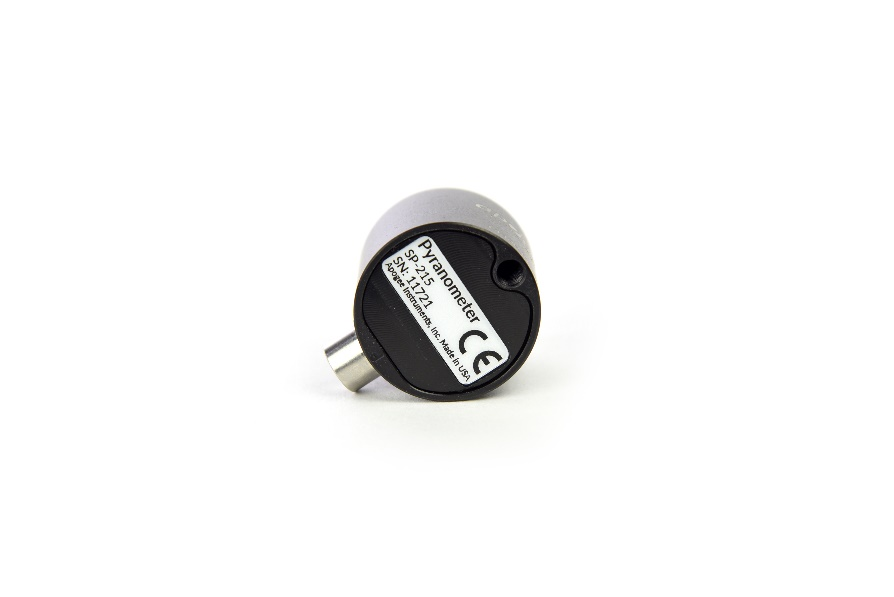 Pyranometer
SP-215
SN: 11721
CE
Apogee Instruments, Inc. Made in USA